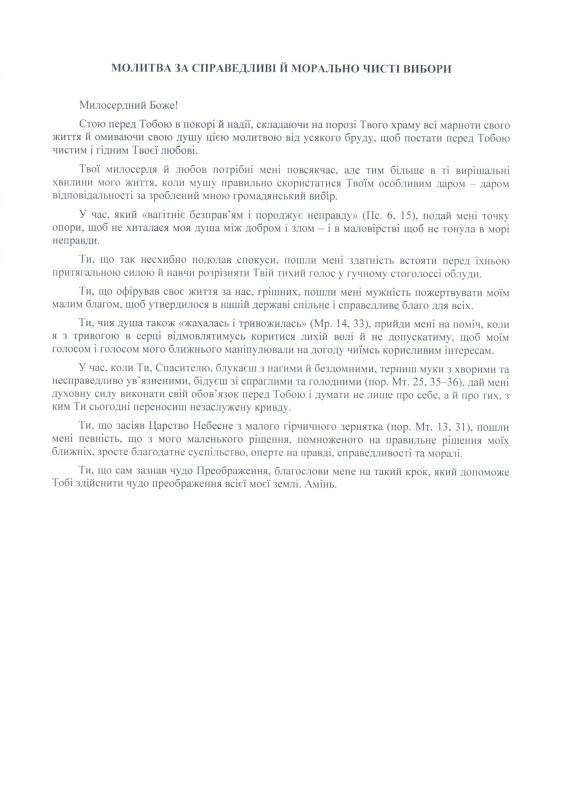 МОЛИТВА ЗА СПРАВЕДЛИВІ Й МОРАЛЬНО ЧИСТІ ВИБОРИ
Милосердний Боже!
Стою перед Тобою в покорі й надії, складаючи на порозі Твого храму всі марноти свого
життя й омиваючи свою душу цією молитвою від усякого бруду, щоб постати перед Тобою
чистим і гідним Твоєї любові.
Твої милосердя й любов потрібні мені повсякчас, але тим більше в ті вирішальні
хвилини мого життя, коли мушу правильно скористатися Твоїм особливим даром – даром
відповідальності за зроблений мною громадянський вибір.
У час, який «вагітніє безправ’ям і породжує неправду» (Пс. 6, 15), подай мені точку
опори, щоб не хиталася моя душа між добром і злом – і в маловірстві щоб не тонула в морі
неправди.
Ти, що так несхибно подолав спокуси, пошли мені здатність встояти перед їхньою
притягальною силою й навчи розрізняти Твій тихий голос у гучному стоголоссі облуди.
Ти, що офірував своє життя за нас, грішних, пошли мені мужність пожертвувати моїм
малим благом, щоб утвердилося в нашій державі спільне і справедливе благо для всіх.
Ти, чия душа також «жахалась і тривожилась» (Мр. 14, 33), прийди мені на поміч, коли
я з тривогою в серці відмовлятимусь коритися лихій волі й не допускатиму, щоб моїм
голосом і голосом мого ближнього маніпулювали на догоду чиїмсь корисливим інтересам.
У час, коли Ти, Спасителю, блукаєш з нагими й бездомними, терпиш муки з хворими та
несправедливо ув’язненими, бідуєш зі спраглими та голодними (пор. Мт. 25, 35–36), дай мені
духовну силу виконати свій обов’язок перед Тобою і думати не лише про себе, а й про тих, з
ким Ти сьогодні переносиш незаслужену кривду.
Ти, що засіяв Царство Небесне з малого гірчичного зернятка (пор. Мт. 13, 31), пошли
мені певність, що з мого маленького рішення, помноженого на правильне рішення моїх
ближніх, зросте благодатне суспільство, оперте на правді, справедливості та моралі.
Ти, що сам зазнав чудо Преображення, благослови мене на такий крок, який допоможе
Тобі здійснити чудо преображення всієї моєї землі. Амінь.